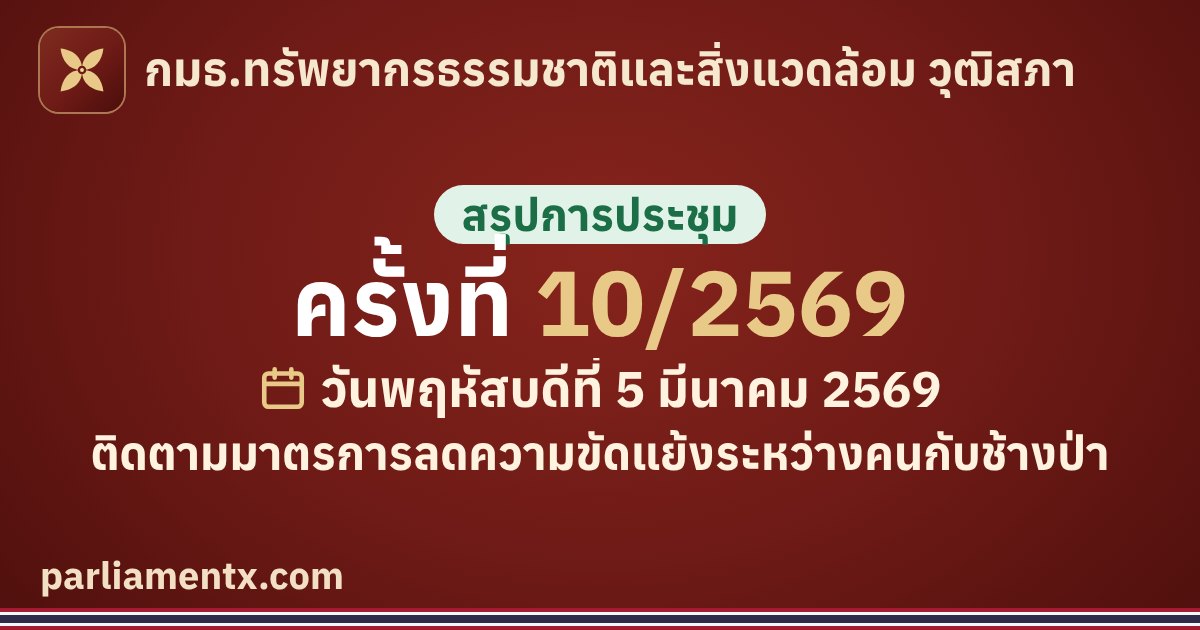 กมธ.ทรัพยากรธรรมชาติและสิ่งแวดล้อม วุฒิสภา
สรุปการประชุม
ครั้งที่ 10/2569
วันพฤหัสบดีที่ 5 มีนาคม 2569
ติดตามมาตรการลดความขัดแย้งระหว่างคนกับช้างป่า
parliamentx.com